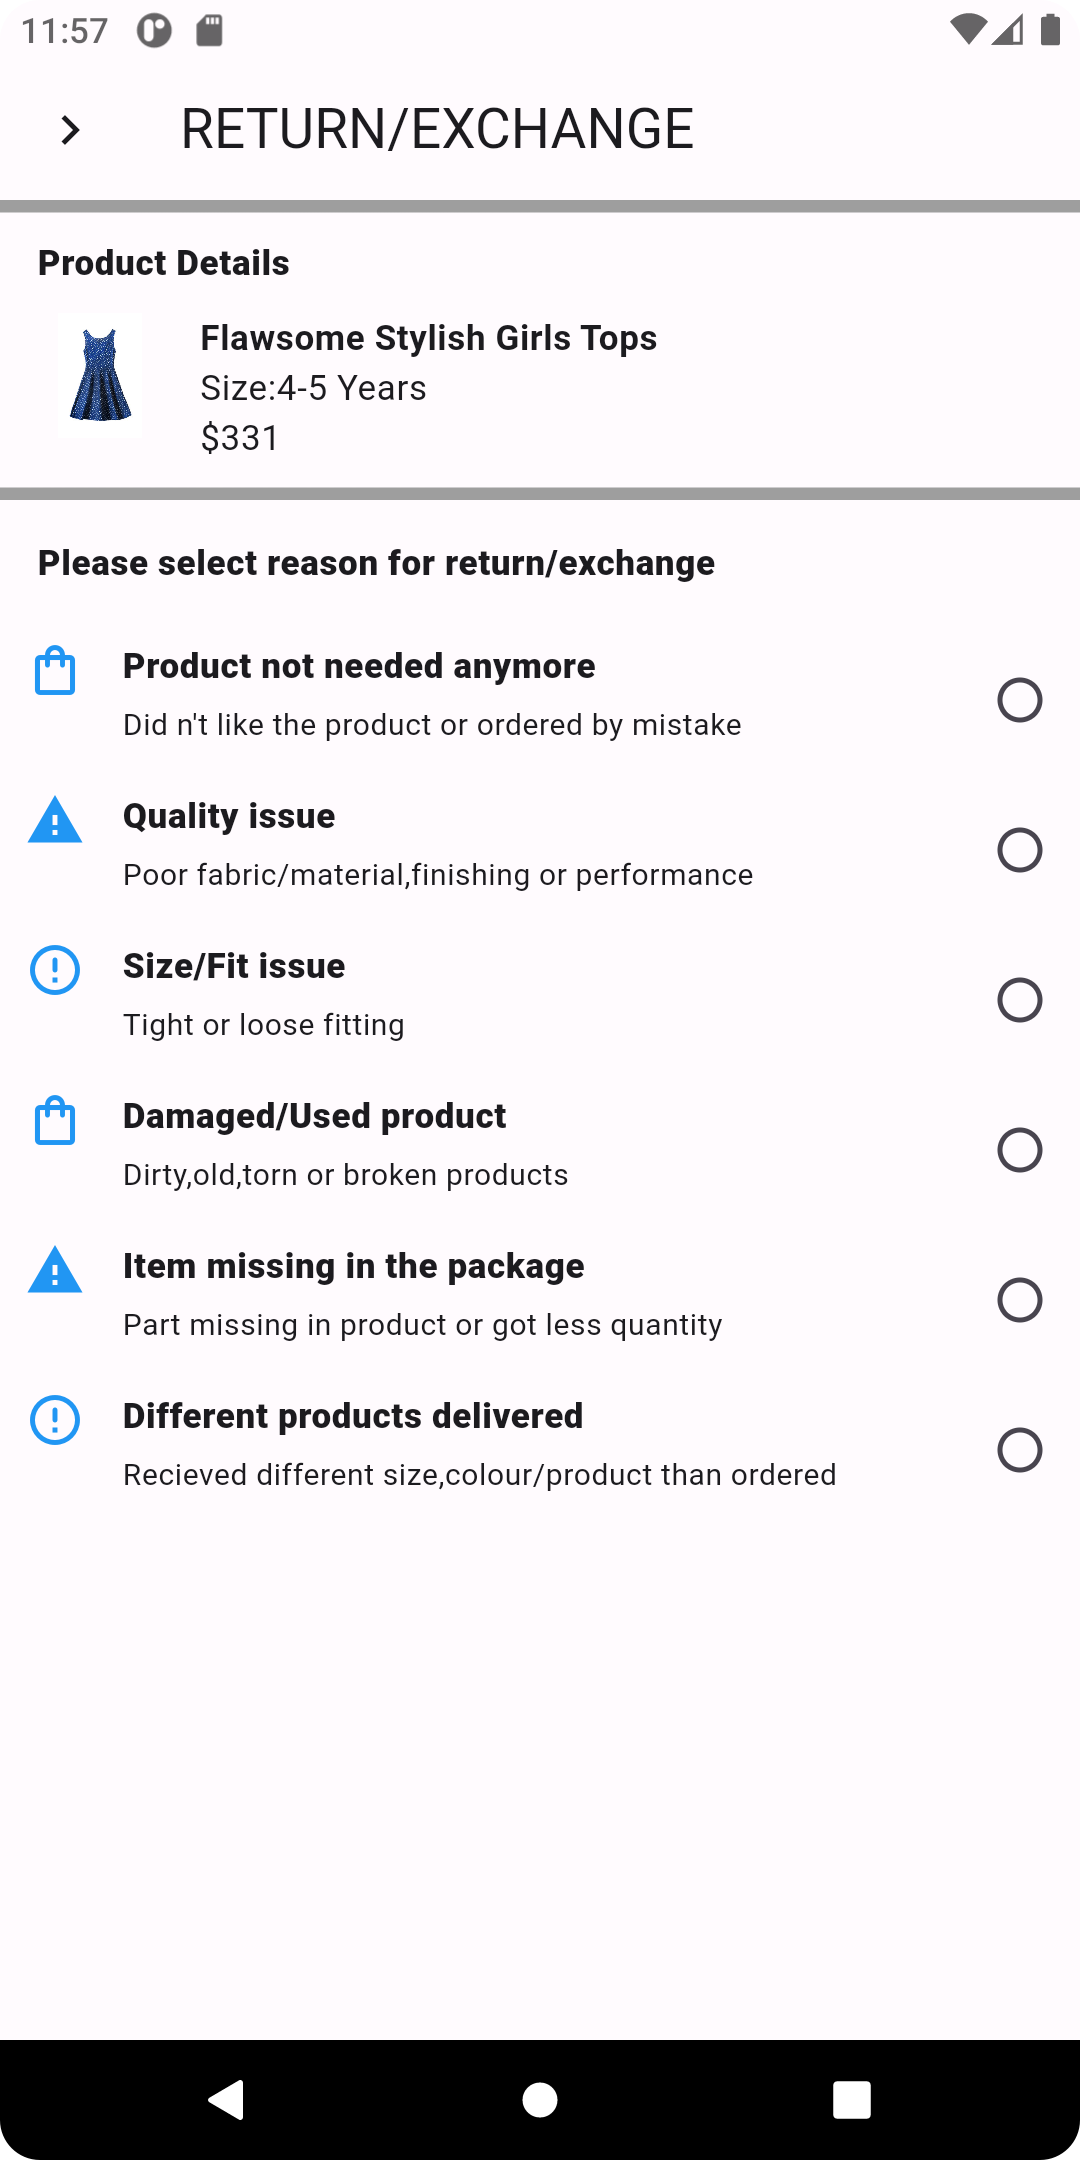 11:57
RETURN/EXCHANGE
Product Details
Flawsome Stylish Girls Tops
Size:4-5 Years
$331
Please select reason for return/exchange
Product not needed anymore
Did n't like the product or ordered by mistake
Quality issue
Poor fabric/material,finishing or performance
Size/Fit issue
Tight or loose fitting
Damaged/Used product
Dirty,old,torn or broken products
Item missing in the package
Part missing in product or got less quantity
Different products delivered
Recieved different size,colour/product than ordered